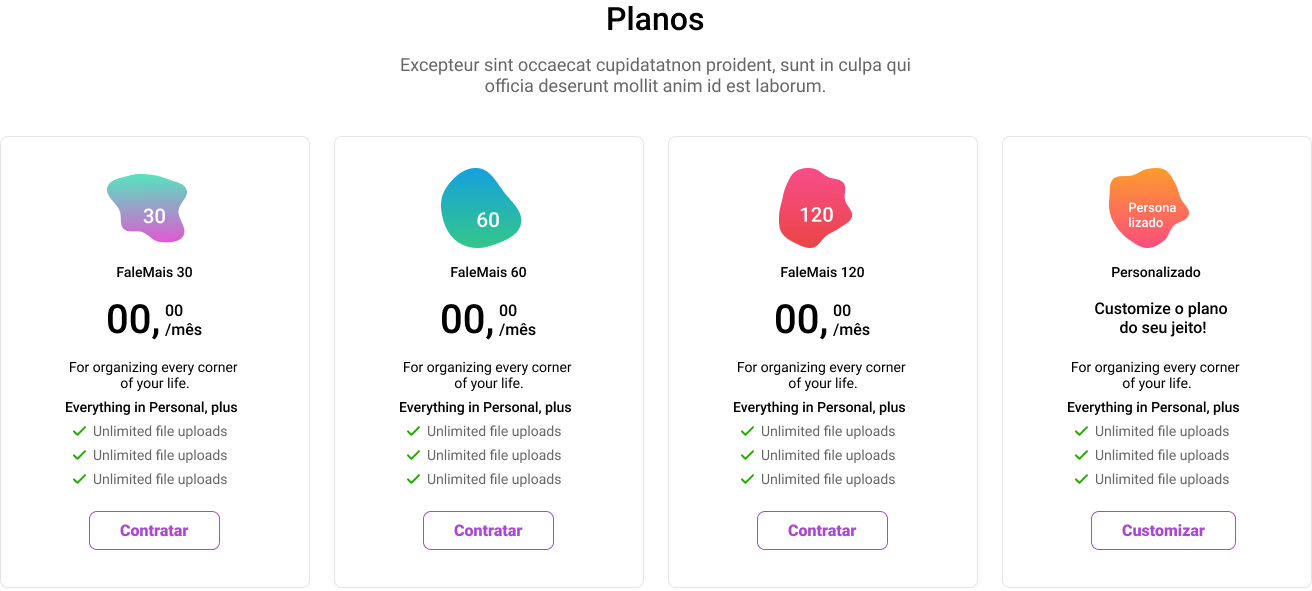 Planos
Excepteur sint occaecat cupidatatnon proident, sunt in culpa qui
officia deserunt mollit anim id est laborum.
30
FaleMais 30
00,
00
/mês
For organizing every corner
of your life.
Everything in Personal, plus
Unlimited file uploads
Unlimited file uploads
Unlimited file uploads
Contratar
60
FaleMais 60
00,
00
/mês
For organizing every corner
of your life.
Everything in Personal, plus
Unlimited file uploads
Unlimited file uploads
Unlimited file uploads
Contratar
120
FaleMais 120
00,
00
/mês
For organizing every corner
of your life.
Everything in Personal, plus
Unlimited file uploads
Unlimited file uploads
Unlimited file uploads
Contratar
Persona
lizado
Personalizado
Customize o plano
do seu jeito!
For organizing every corner
of your life.
Everything in Personal, plus
Unlimited file uploads
Unlimited file uploads
Unlimited file uploads
Customizar